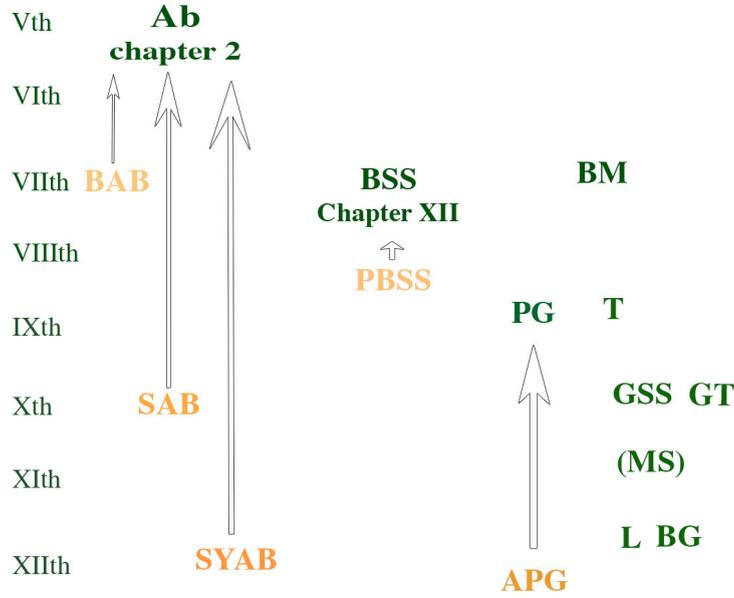 Vth Ab
chapter 2
VIth
VIIth BAB BSS BM
Chapter XII
VIIIth
PBSS
IXth PG T
Xth SAB GSS GT
XIth (MS)
XIIth SYAB L BG
APG